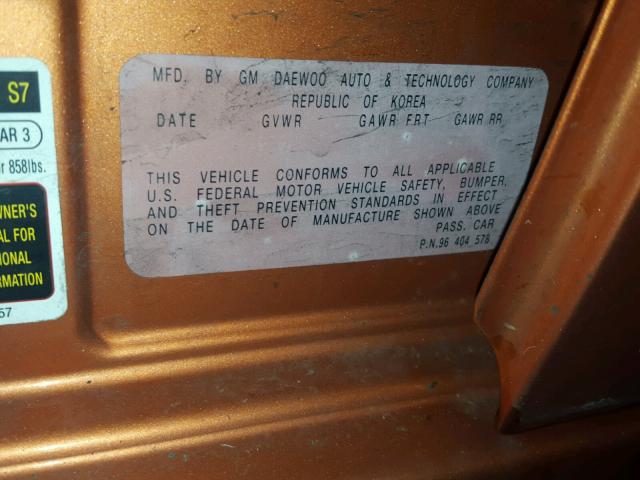 MFD. BY GM DAEWOO AUTO & TECHNOLOGY COMPANY
REPUBLIC OF KOREA
DATE GVWR GAWR FRT GAWR RR
THIS VEHICLE CONFORMS TO ALL APPLICABLE
U.S. FEDERAL MOTOR VEHICLE SAFETY, BUMPER,
AND THEFT PREVENTION STANDARDS IN EFFECT
ON THE DATE OF MANUFACTURE SHOWN ABOVE
PASS. CAR
P.N.96 404 578
S7
AR 3
r 858lbs.
WNER'S
AL FOR
IONAL
RMATION
57